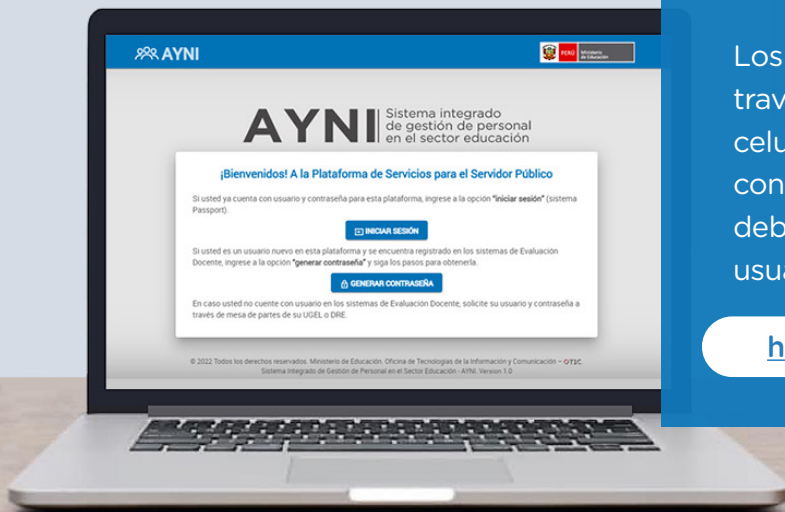 AYNI
PERÚ Ministerio
de Educación
AYNI Sistema integrado
de gestión de personal
en el sector educación
¡Bienvenidos! A la Plataforma de Servicios para el Servidor Público
Si usted ya cuenta con usuario y contraseña para esta plataforma, ingrese a la opción "iniciar sesión" (sistema
Passport).
INICIAR SESIÓN
Si usted es un usuario nuevo en esta plataforma y se encuentra registrado en los sistemas de Evaluación
Docente, ingrese a la opción "generar contraseña" y siga los pasos para obtenerla.
GENERAR CONTRASEÑA
En caso usted no cuente con usuario en los sistemas de Evaluación Docente, solicite su usuario y contraseña a
través de mesa de partes de su UGEL o DRE.
© 2022 Todos los derechos reservados. Ministerio de Educación. Oficina de Tecnologías de la Información y Comunicación – OTIC.
Sistema Integrado de Gestión de Personal en el Sector Educación - AYNI. Version 1.0
Los
trav
celu
con
deb
usua
h